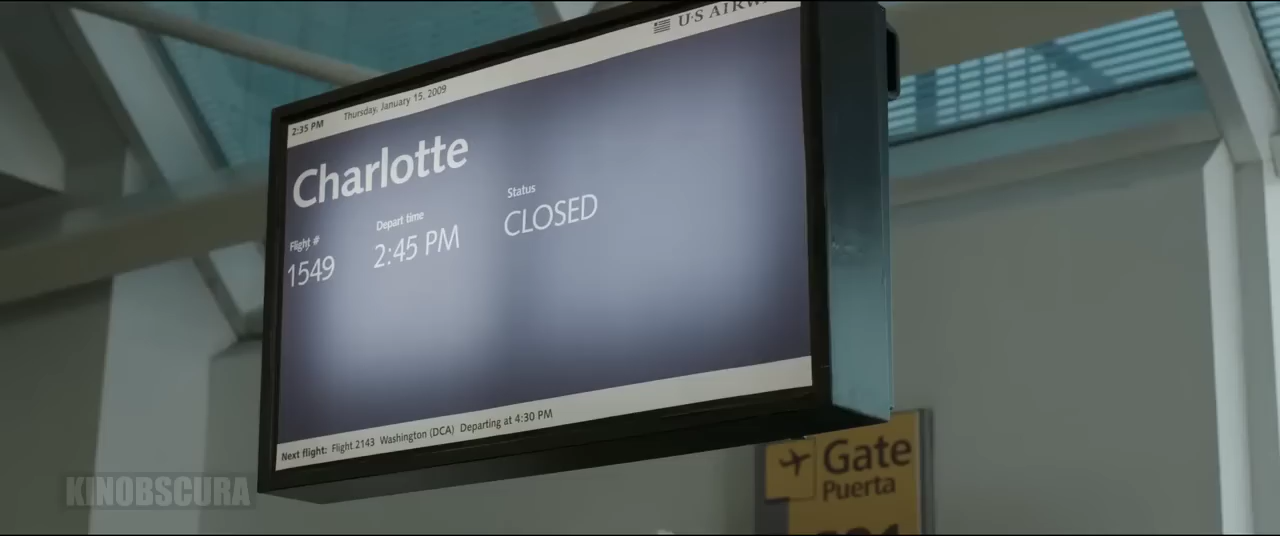 U·S AIRW
2:35 PM Thursday, January 15, 2009
Charlotte
Flight # Depart time Status
1549 2:45 PM CLOSED
Next flight: Flight 2143 Washington (DCA) Departing at 4:30 PM
Gate
Puerta
KINOBSCURA